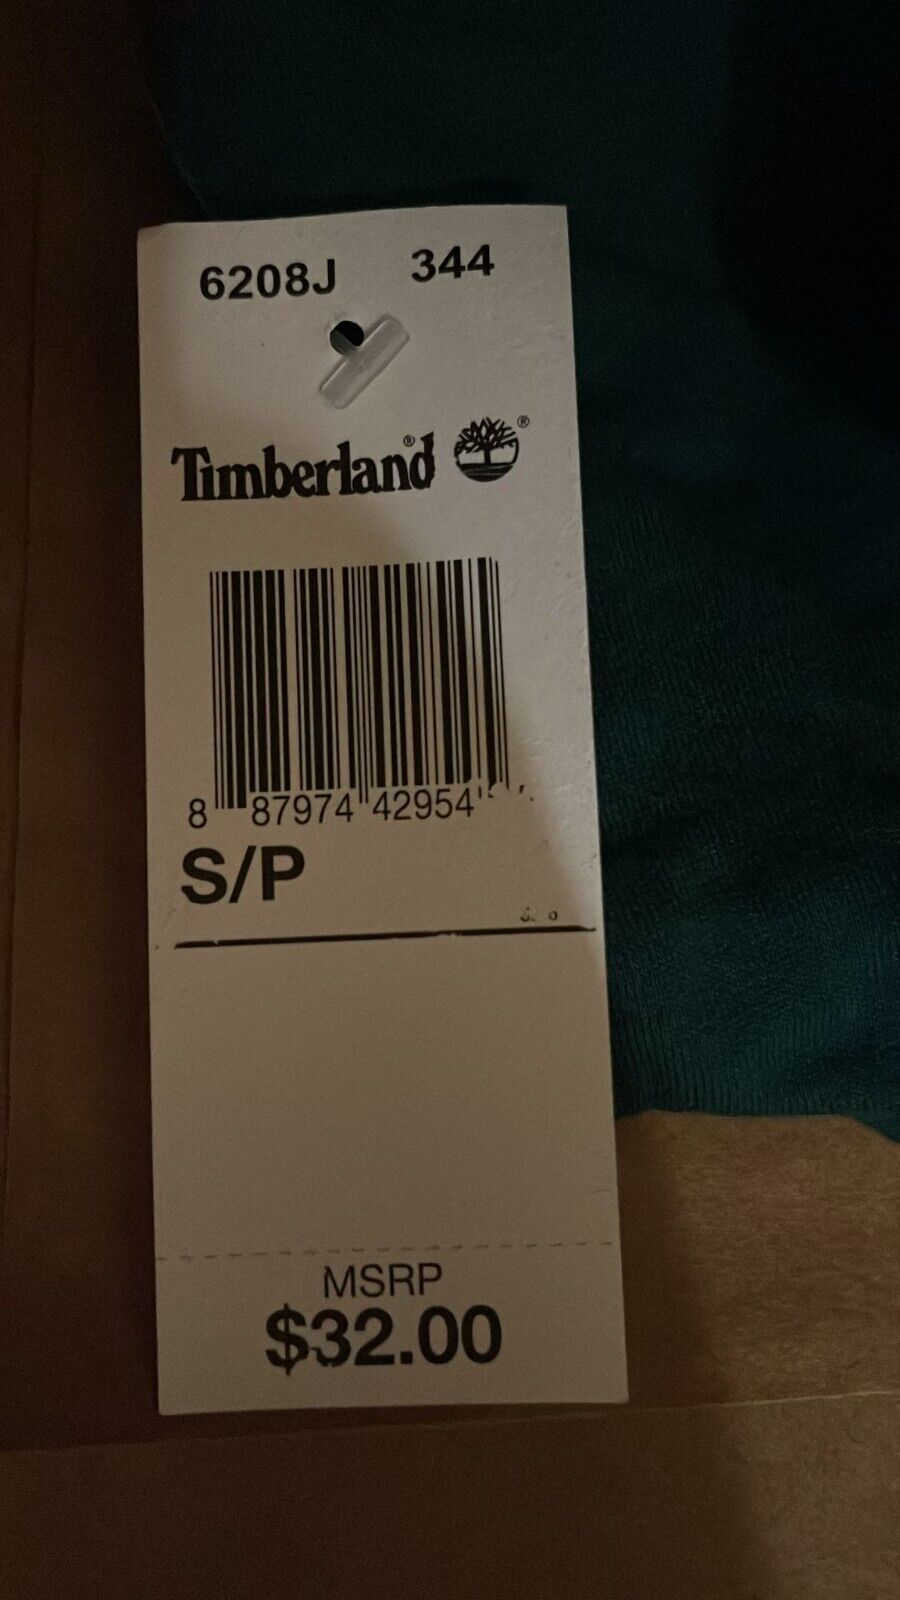 6208J 344
Timberland® ®
8 87974 42954
S/P
MSRP
$32.00